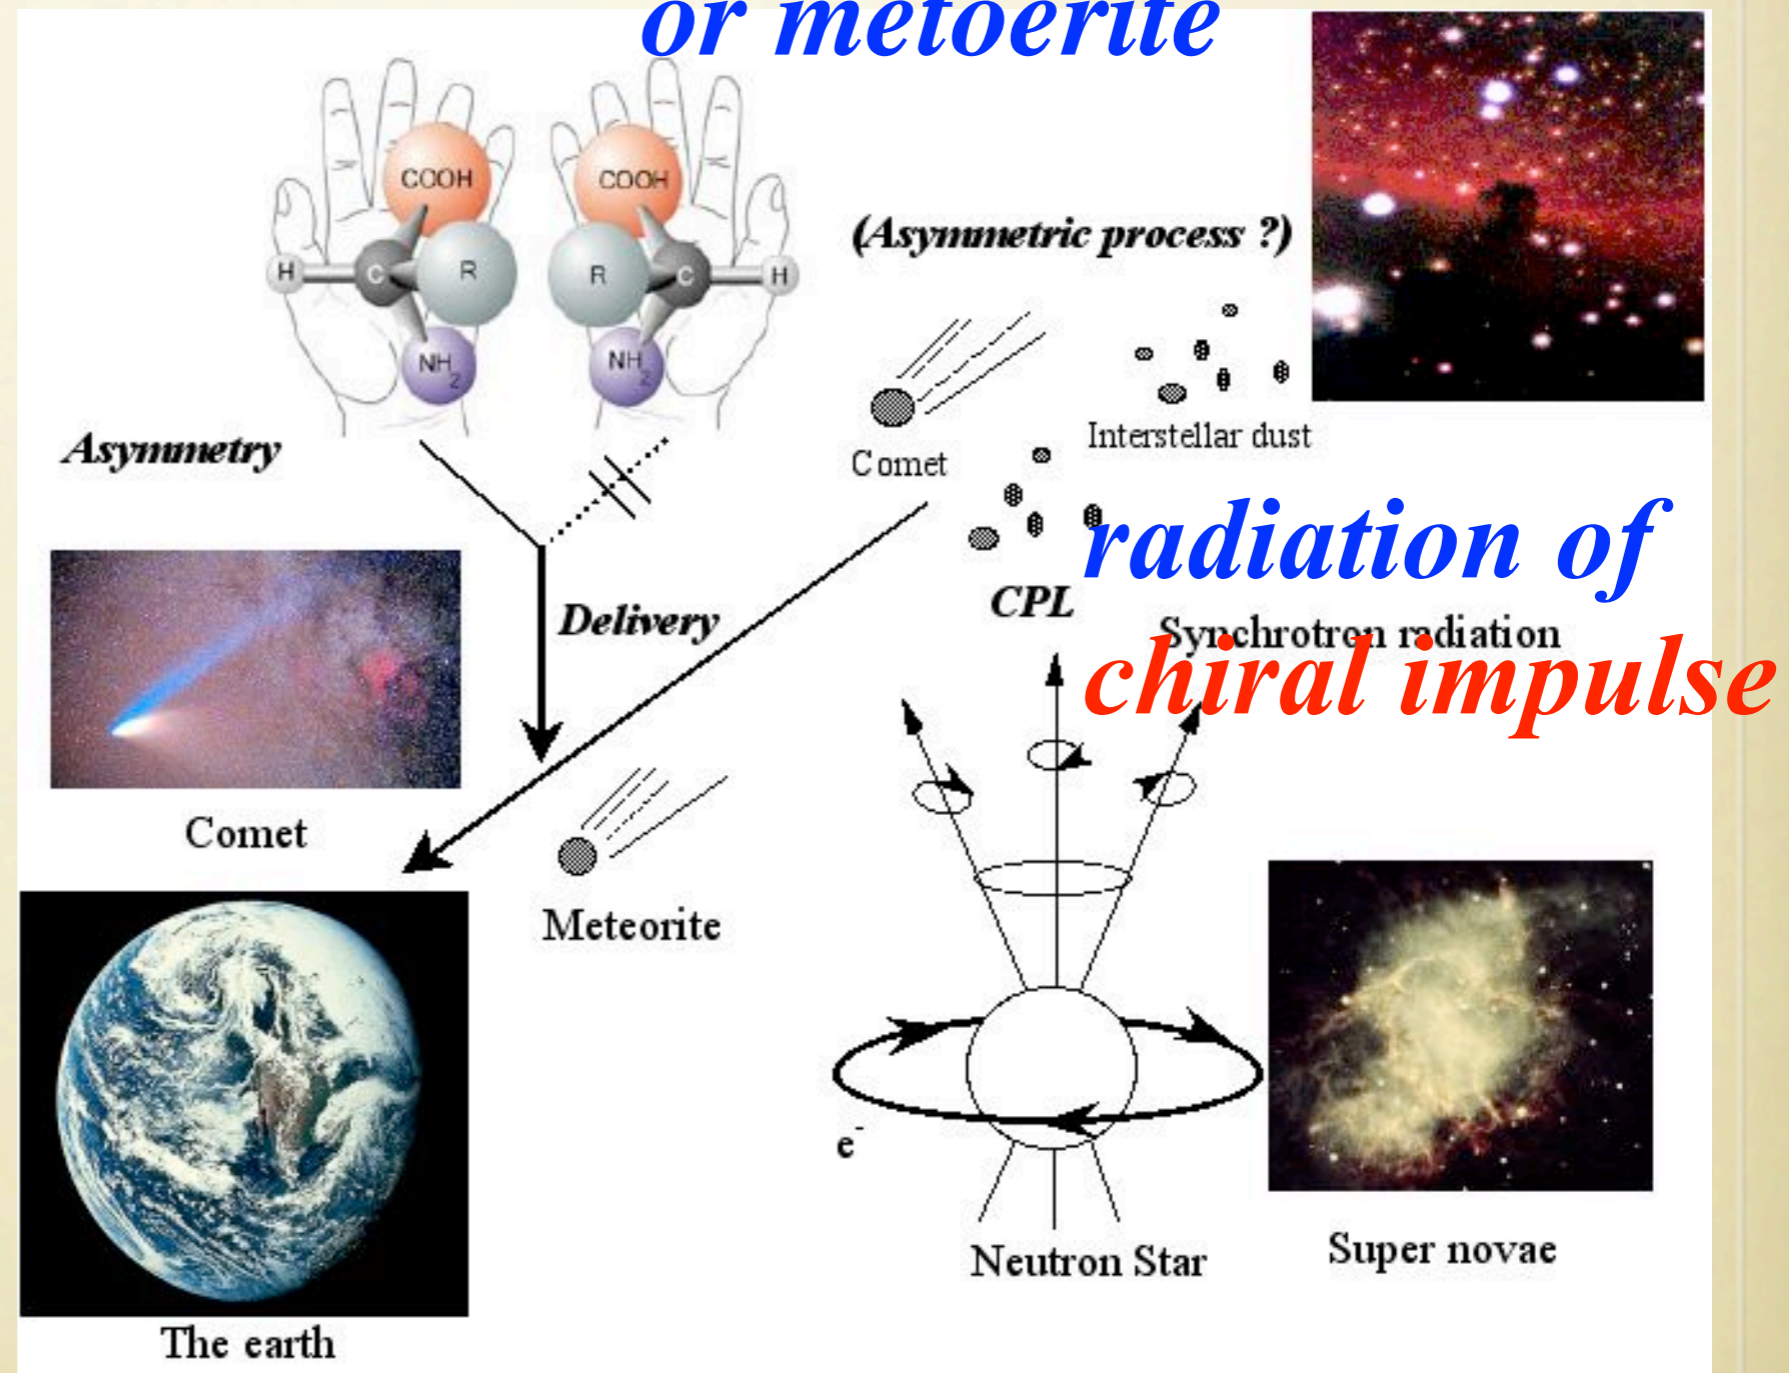 or metoerite
COOH
COOH
H
C
R
R
C
H
NH2
NH2
(Asymmetric process ?)
Interstellar dust
Comet
Asymmetry
radiation of
CPL
Delivery
Synchrotron radiation
chiral impulse
Comet
Meteorite
e-
Neutron Star
Super novae
The earth